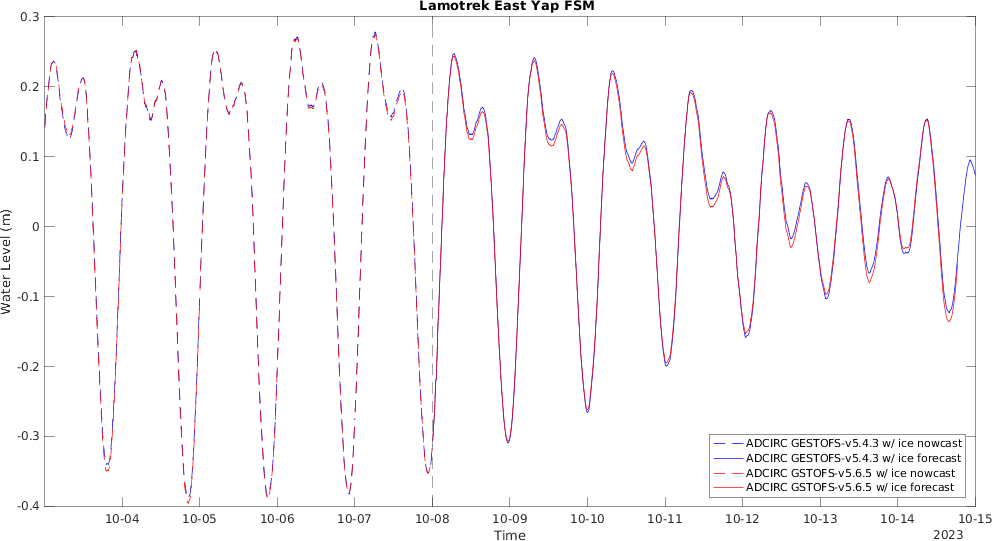 Lamotrek East Yap FSM
0.3
0.2
0.1
0
-0.1
-0.2
-0.3
-0.4
Water Level (m)
ADCIRC GESTOFS-v5.4.3 w/ ice nowcast
ADCIRC GESTOFS-v5.4.3 w/ ice forecast
ADCIRC GSTOFS-v5.6.5 w/ ice nowcast
ADCIRC GSTOFS-v5.6.5 w/ ice forecast
10-04 10-05 10-06 10-07 10-08 10-09 10-10 10-11 10-12 10-13 10-14 10-15
Time
2023